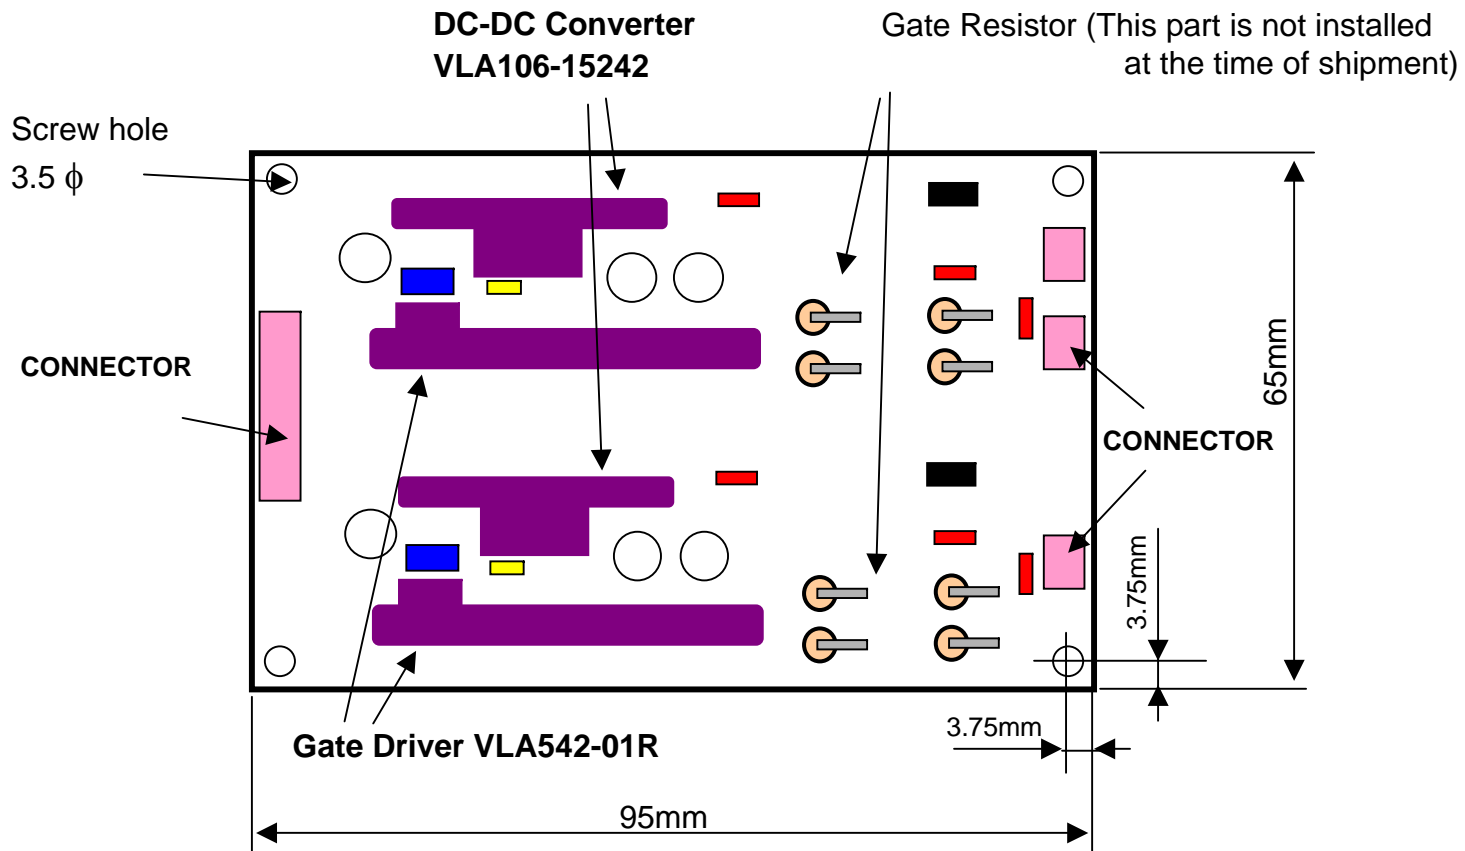 DC-DC Converter
VLA106-15242
Gate Resistor (This part is not installed
at the time of shipment)
Screw hole
3.5 ϕ
CONNECTOR
65mm
CONNECTOR
3.75mm
3.75mm
Gate Driver VLA542-01R
95mm